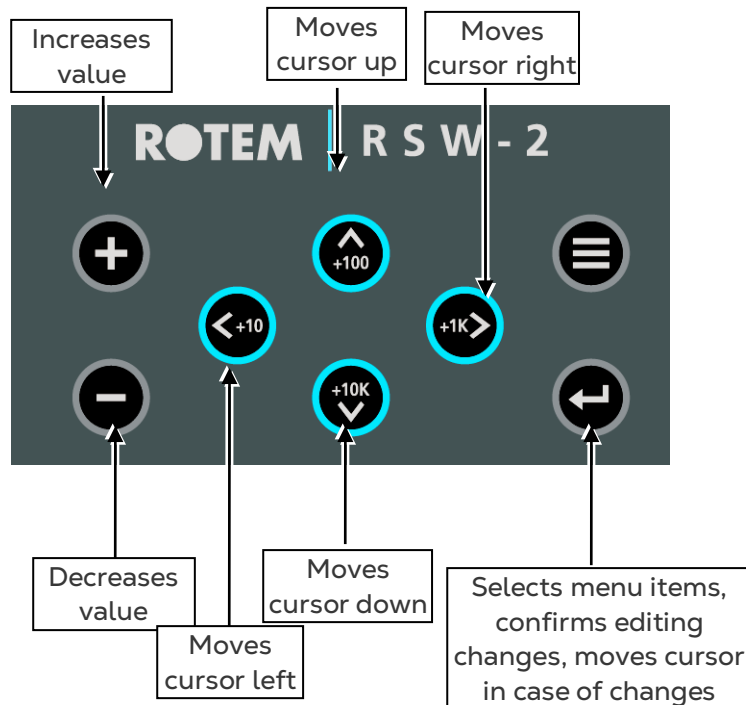 Increases
value
Moves
cursor up
Moves
cursor right
ROTEM | RSW-2
+
^
+100
< +10
+1K >
−
+10K
Decreases
value
Moves
cursor left
Moves
cursor down
Selects menu items,
confirms editing
changes, moves cursor
in case of changes